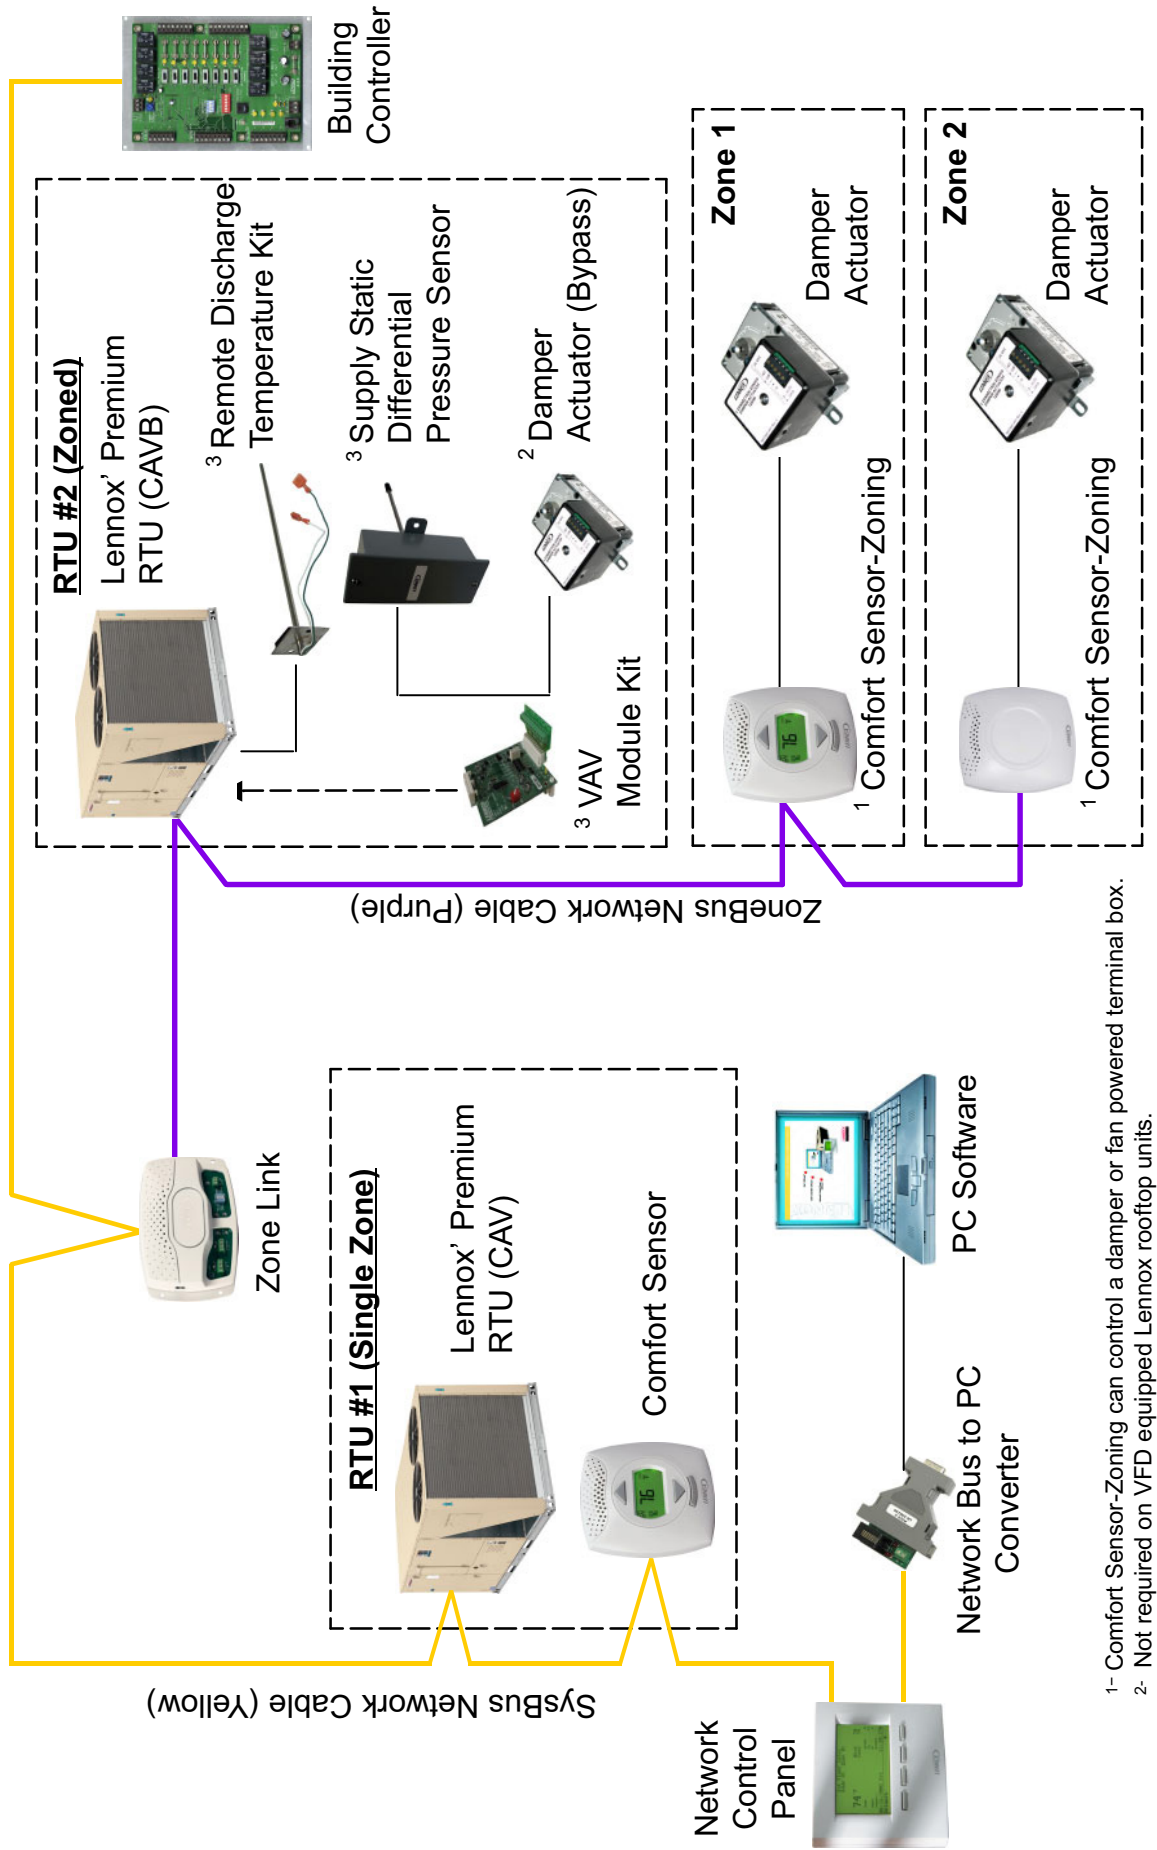 Building
Controller
RTU #2 (Zoned)
Lennox’ Premium
RTU (CAVB)
3 Remote Discharge
Temperature Kit
3 Supply Static
Differential
Pressure Sensor
2 Damper
Actuator (Bypass)
3 VAV
Module Kit
Zone 1
Damper
Actuator
1 Comfort Sensor-Zoning
Zone 2
Damper
Actuator
1 Comfort Sensor-Zoning
ZoneBus Network Cable (Purple)
Zone Link
RTU #1 (Single Zone)
Lennox’ Premium
RTU (CAV)
Comfort Sensor
PC Software
Network Bus to PC
Converter
SysBus Network Cable (Yellow)
Network
Control
Panel
76
76
74°
1- Comfort Sensor-Zoning can control a damper or fan powered terminal box.
2- Not required on VFD equipped Lennox rooftop units.